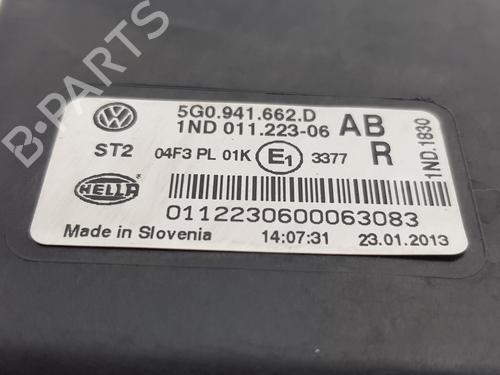 5G0.941.662.D
1ND 011.223-06 AB
ST2 04F3 PL 01K E1 3377 R
1ND.1830
HELLA 0112230600063083
Made in Slovenia 14:07:31 23.01.2013